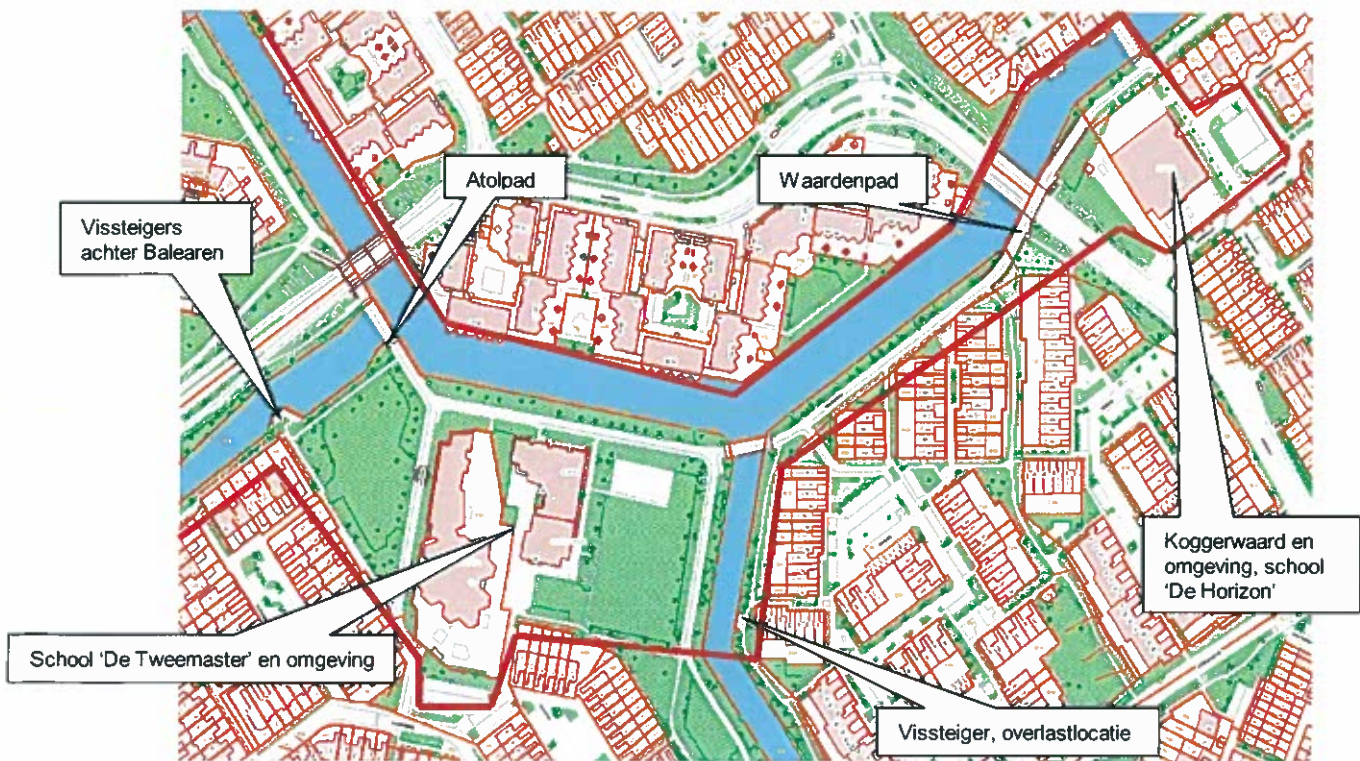 Atolpad
Waardenpad
Vissteigers
achter Balearen
Koggerwaard en
omgeving, school
'De Horizon'
School 'De Tweemaster' en omgeving
Vissteiger, overlastlocatie